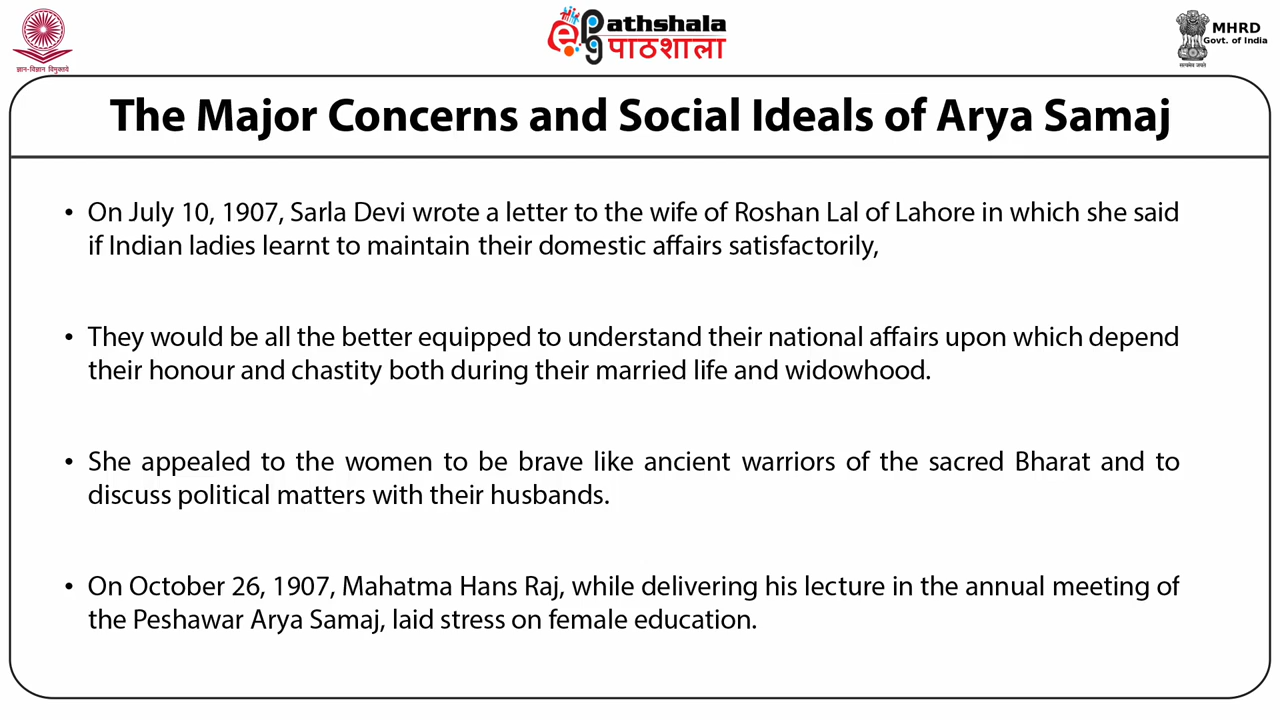 ज्ञान-विज्ञान विमुक्तये
ePathshala
पाठशाला
MHRD
Govt. of India
सत्यमेव जयते
The Major Concerns and Social Ideals of Arya Samaj
• On July 10, 1907, Sarla Devi wrote a letter to the wife of Roshan Lal of Lahore in which she said
if Indian ladies learnt to maintain their domestic affairs satisfactorily,
• They would be all the better equipped to understand their national affairs upon which depend
their honour and chastity both during their married life and widowhood.
• She appealed to the women to be brave like ancient warriors of the sacred Bharat and to
discuss political matters with their husbands.
• On October 26, 1907, Mahatma Hans Raj, while delivering his lecture in the annual meeting of
the Peshawar Arya Samaj, laid stress on female education.